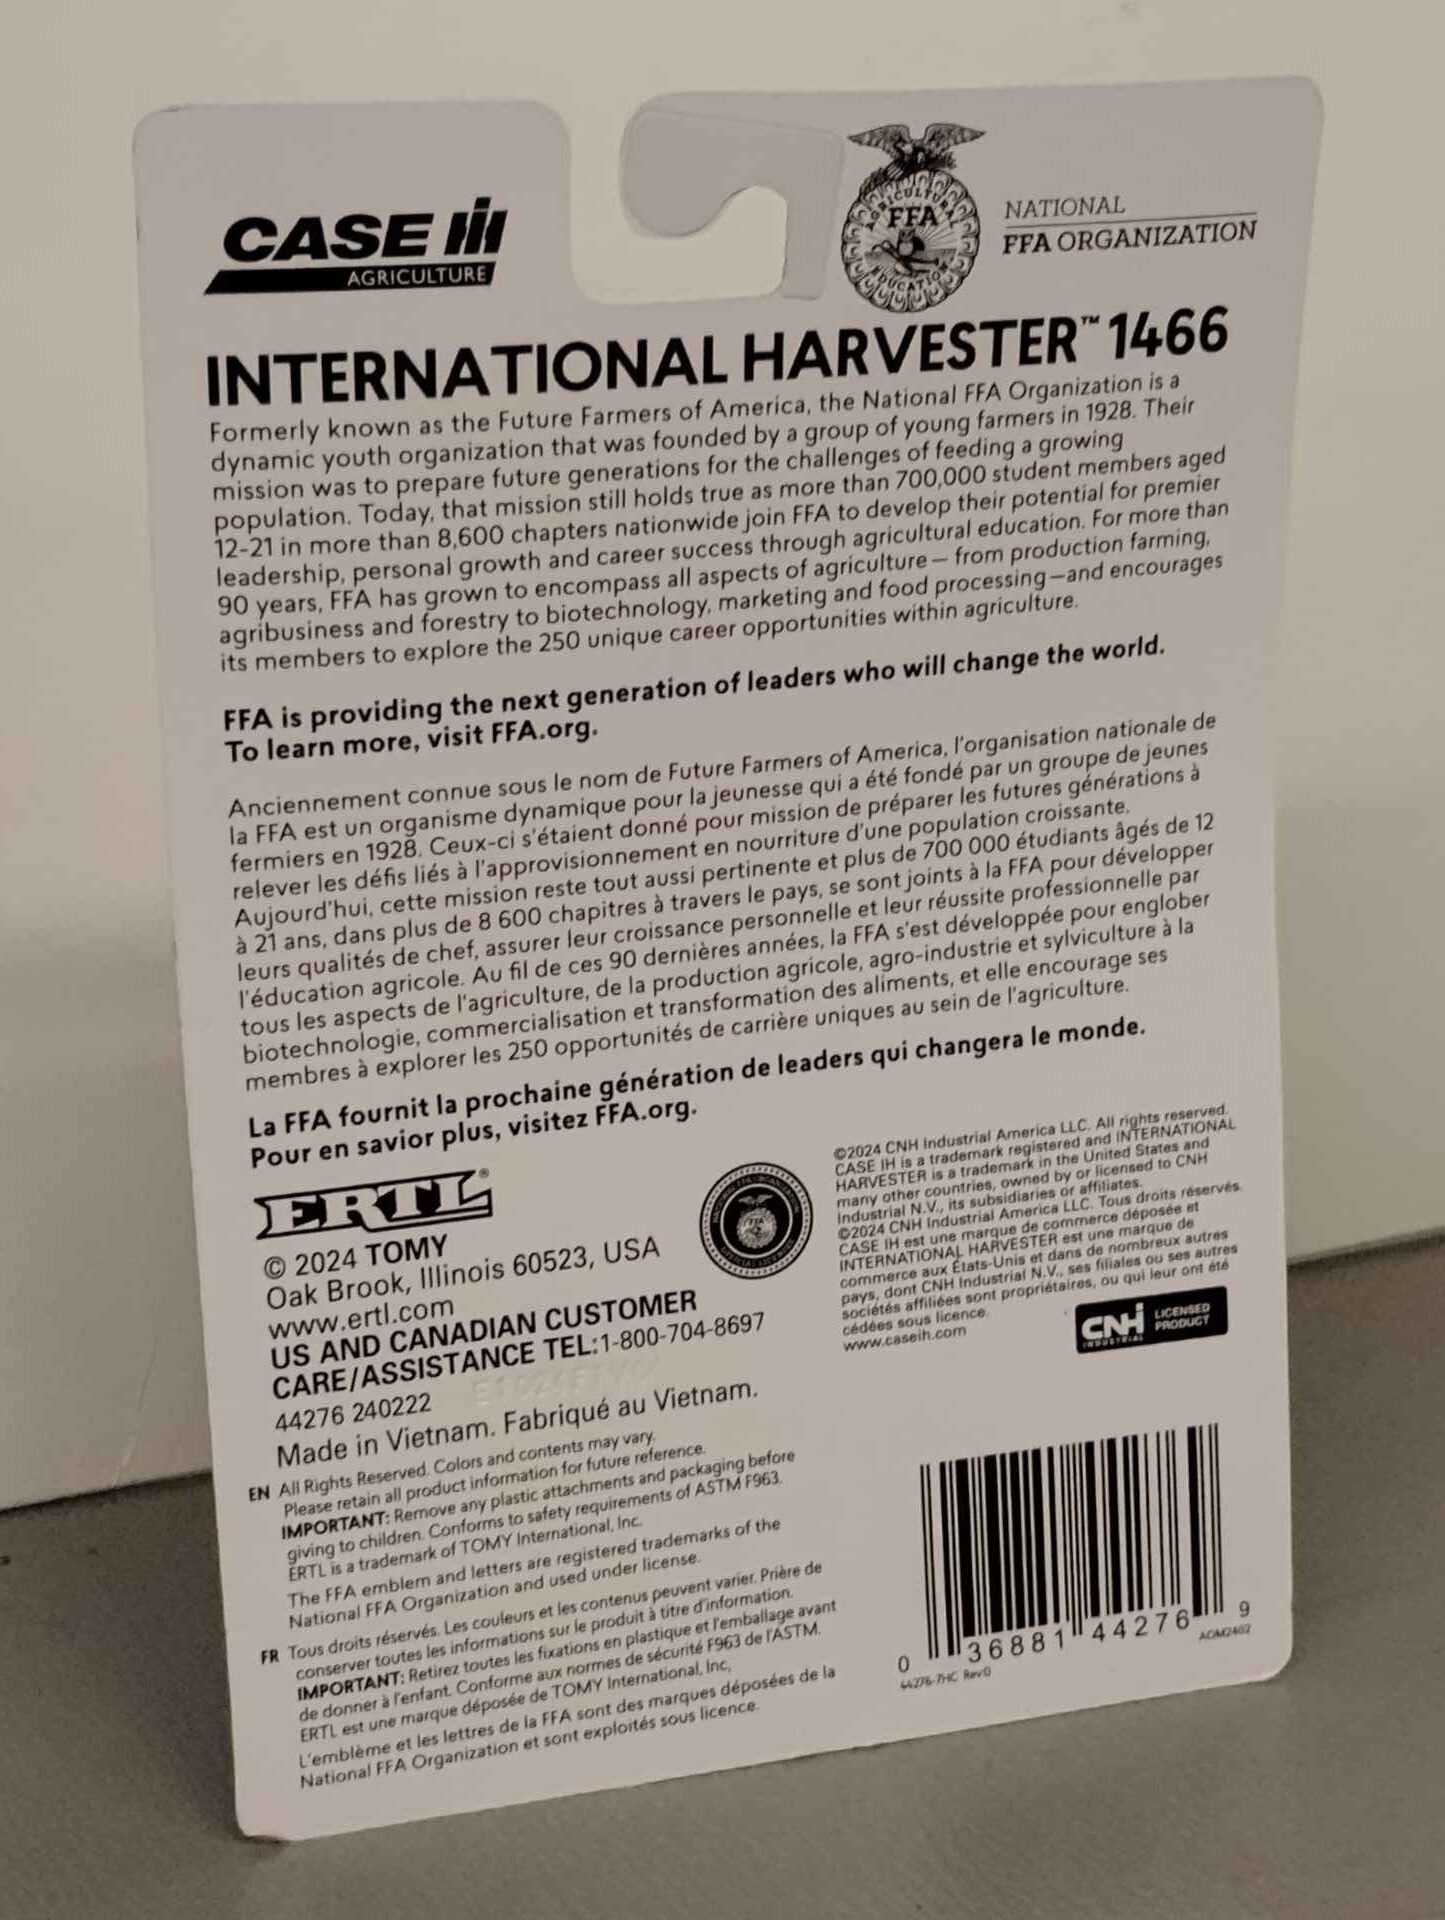 CASE IH
AGRICULTURE
AGRICULTURAL
FFA
EDUCATION
NATIONAL
FFA ORGANIZATION
INTERNATIONAL HARVESTER™ 1466
Formerly known as the Future Farmers of America, the National FFA Organization is a
dynamic youth organization that was founded by a group of young farmers in 1928. Their
mission was to prepare future generations for the challenges of feeding a growing
population. Today, that mission still holds true as more than 700,000 student members aged
12-21 in more than 8,600 chapters nationwide join FFA to develop their potential for premier
leadership, personal growth and career success through agricultural education. For more than
90 years, FFA has grown to encompass all aspects of agriculture — from production farming,
agribusiness and forestry to biotechnology, marketing and food processing—and encourages
its members to explore the 250 unique career opportunities within agriculture.
FFA is providing the next generation of leaders who will change the world.
To learn more, visit FFA.org.
Anciennement connue sous le nom de Future Farmers of America, l'organisation nationale de
la FFA est un organisme dynamique pour la jeunesse qui a été fondé par un groupe de jeunes
fermiers en 1928. Ceux-ci s'étaient donné pour mission de préparer les futures générations à
relever les défis liés à l'approvisionnement en nourriture d'une population croissante.
Aujourd'hui, cette mission reste tout aussi pertinente et plus de 700 000 étudiants âgés de 12
à 21 ans, dans plus de 8 600 chapitres à travers le pays, se sont joints à la FFA pour développer
leurs qualités de chef, assurer leur croissance personnelle et leur réussite professionnelle par
l'éducation agricole. Au fil de ces 90 dernières années, la FFA s'est développée pour englober
tous les aspects de l'agriculture, de la production agricole, agro-industrie et sylviculture à la
biotechnologie, commercialisation et transformation des aliments, et elle encourage ses
membres à explorer les 250 opportunités de carrière uniques au sein de l'agriculture.
La FFA fournit la prochaine génération de leaders qui changera le monde.
Pour en savior plus, visitez FFA.org.
ERTL®
© 2024 TOMY
Oak Brook, Illinois 60523, USA
www.ertl.com
US AND CANADIAN CUSTOMER
CARE/ASSISTANCE TEL:1-800-704-8697
44276 240222
Made in Vietnam. Fabriqué au Vietnam.
©2024 CNH Industrial America LLC. All rights reserved.
CASE IH is a trademark registered and INTERNATIONAL
HARVESTER is a trademark in the United States and
many other countries, owned by or licensed to CNH
Industrial N.V., its subsidiaries or affiliates.
©2024 CNH Industrial America LLC. Tous droits réservés.
CASE IH est une marque de commerce déposée et
INTERNATIONAL HARVESTER est une marque de
commerce aux États-Unis et dans de nombreux autres
pays, dont CNH Industrial N.V., ses filiales ou ses autres
sociétés affiliées sont propriétaires, ou qui leur ont été
cédées sous licence.
www.caseih.com
CNH
INDUSTRIAL
LICENSED
PRODUCT
EN All Rights Reserved. Colors and contents may vary.
Please retain all product information for future reference.
IMPORTANT: Remove any plastic attachments and packaging before
giving to children. Conforms to safety requirements of ASTM F963.
ERTL is a trademark of TOMY International, Inc.
The FFA emblem and letters are registered trademarks of the
National FFA Organization and used under license.
FR Tous droits réservés. Les couleurs et les contenus peuvent varier. Prière de
conserver toutes les informations sur le produit à titre d'information.
IMPORTANT: Retirez toutes les fixations en plastique et l'emballage avant
de donner à l'enfant. Conforme aux normes de sécurité F963 de l'ASTM.
ERTL est une marque déposée de TOMY International, Inc,
L'emblème et les lettres de la FFA sont des marques déposées de la
National FFA Organization et sont exploités sous licence.
0 36881 44276 9
44276-7HC Rev0
AOM2402